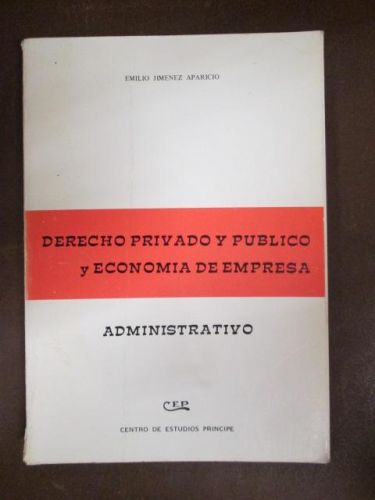 EMILIO JIMENEZ APARICIO
DERECHO PRIVADO Y PUBLICO
y ECONOMIA DE EMPRESA
ADMINISTRATIVO
CEP
CENTRO DE ESTUDIOS PRINCIPE